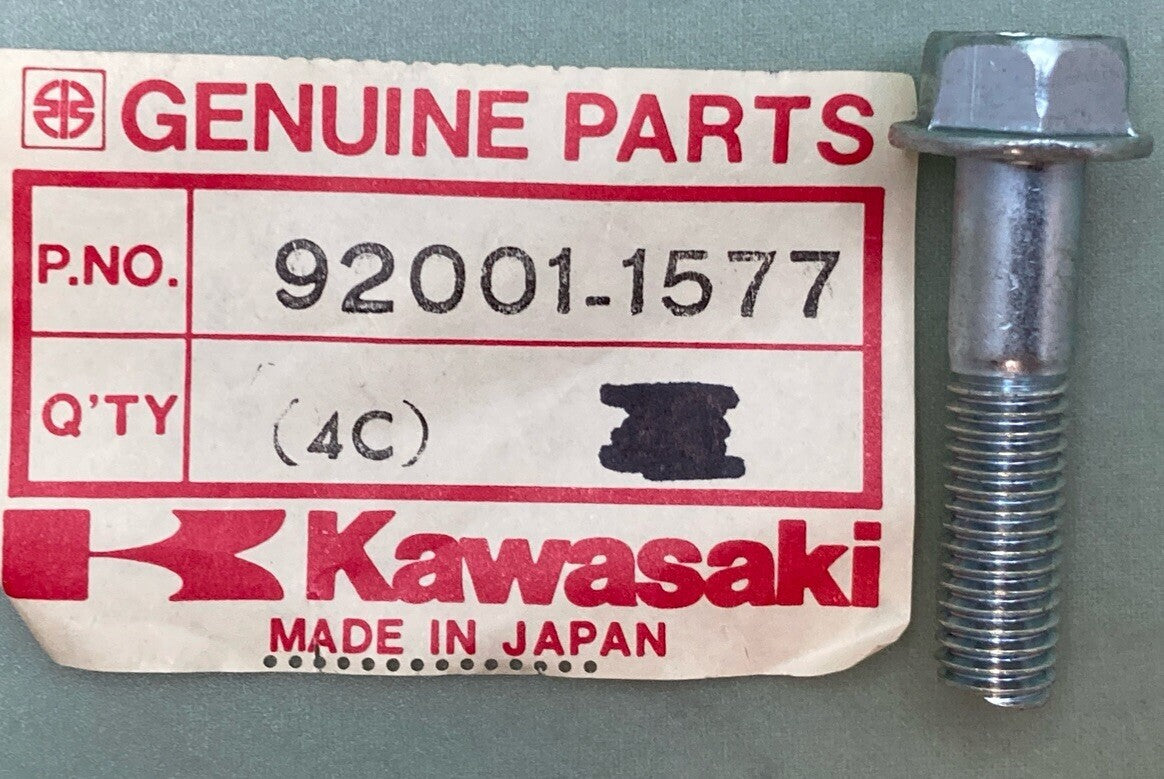 GENUINE PARTS
P.NO. 92001-1577
Q'TY (4C)
Kawasaki
MADE IN JAPAN